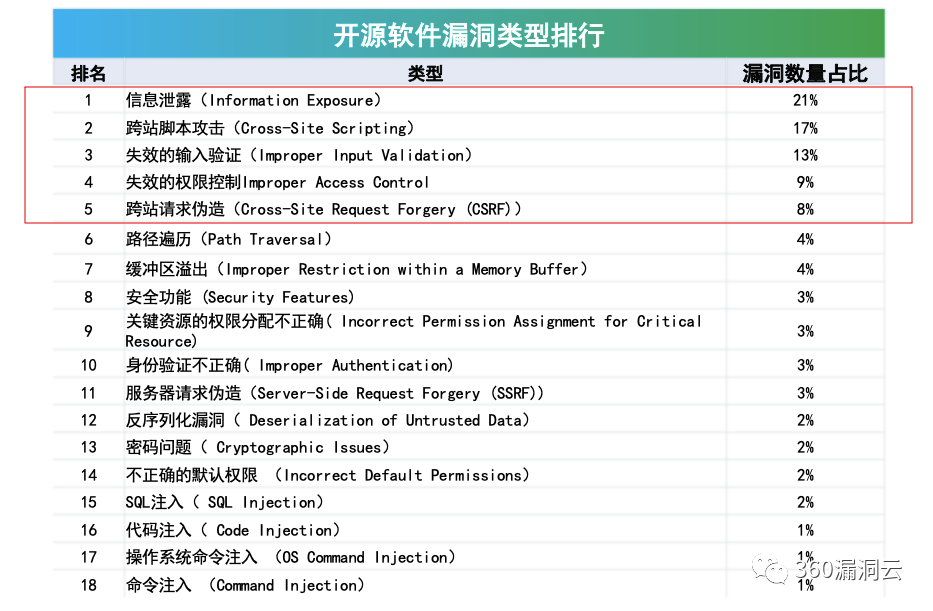 开源软件漏洞类型排行
排名 类型 漏洞数量占比
1 信息泄露（Information Exposure） 21%
2 跨站脚本攻击（Cross-Site Scripting） 17%
3 失效的输入验证（Improper Input Validation） 13%
4 失效的权限控制Improper Access Control 9%
5 跨站请求伪造（Cross-Site Request Forgery (CSRF)） 8%
6 路径遍历（Path Traversal） 4%
7 缓冲区溢出（Improper Restriction within a Memory Buffer） 4%
8 安全功能 (Security Features) 3%
关键资源的权限分配不正确( Incorrect Permission Assignment for Critical
9 3%
Resource)
10 身份验证不正确( Improper Authentication) 3%
11 服务器请求伪造（Server-Side Request Forgery (SSRF)） 3%
12 反序列化漏洞（ Deserialization of Untrusted Data） 2%
13 密码问题（ Cryptographic Issues） 2%
14 不正确的默认权限 （Incorrect Default Permissions） 2%
15 SQL注入（ SQL Injection） 2%
16 代码注入（ Code Injection） 1%
17 操作系统命令注入 （OS Command Injection） 1%
18 命令注入 （Command Injection） 1%
360漏洞云